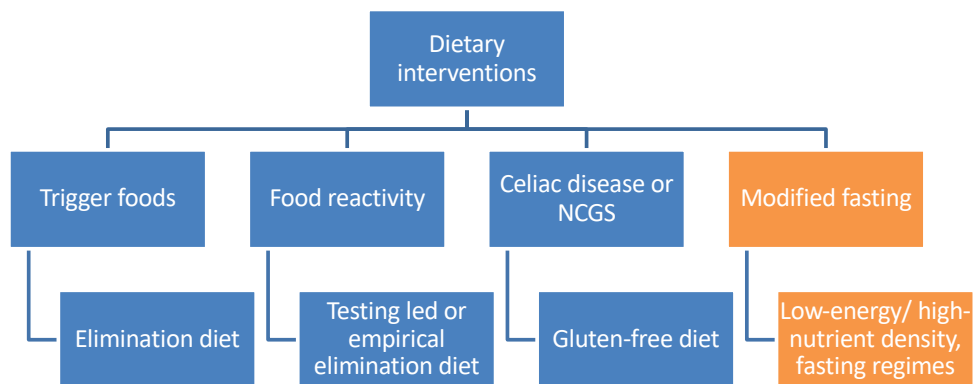 Dietary
interventions
Trigger foods
Food reactivity
Celiac disease or
NCGS
Modified fasting
Elimination diet
Testing led or
empirical
elimination diet
Gluten-free diet
Low-energy/ high-
nutrient density,
fasting regimes